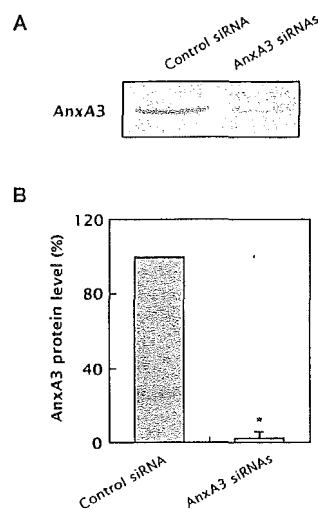 A
Control siRNA
AnxA3 siRNAs
AnxA3
B
AnxA3 protein level (%)
120
80
40
0
*
Control siRNA
AnxA3 siRNAs